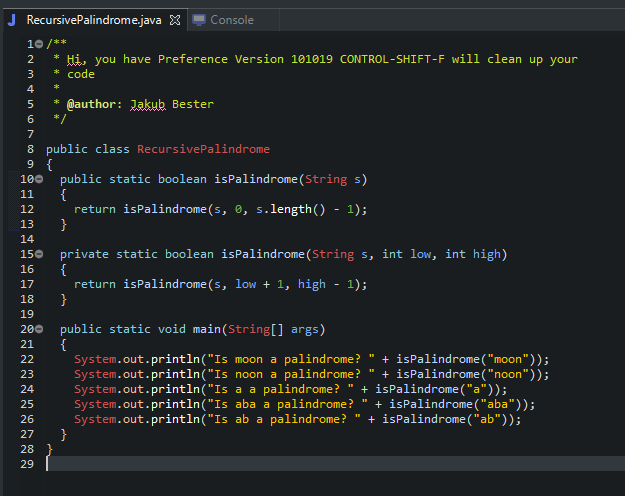 RecursivePalindrome.java Console
1 /**
2 * Hi, you have Preference Version 101019 CONTROL-SHIFT-F will clean up your
3 * code
4 *
5 * @author: Jakub Bester
6 */
7
8 public class RecursivePalindrome
9 {
10 public static boolean isPalindrome(String s)
11 {
12 return isPalindrome(s, 0, s.length() - 1);
13 }
14
15 private static boolean isPalindrome(String s, int low, int high)
16 {
17 return isPalindrome(s, low + 1, high - 1);
18 }
19
20 public static void main(String[] args)
21 {
22 System.out.println("Is moon a palindrome? " + isPalindrome("moon"));
23 System.out.println("Is noon a palindrome? " + isPalindrome("noon"));
24 System.out.println("Is a a palindrome? " + isPalindrome("a"));
25 System.out.println("Is aba a palindrome? " + isPalindrome("aba"));
26 System.out.println("Is ab a palindrome? " + isPalindrome("ab"));
27 }
28 }
29